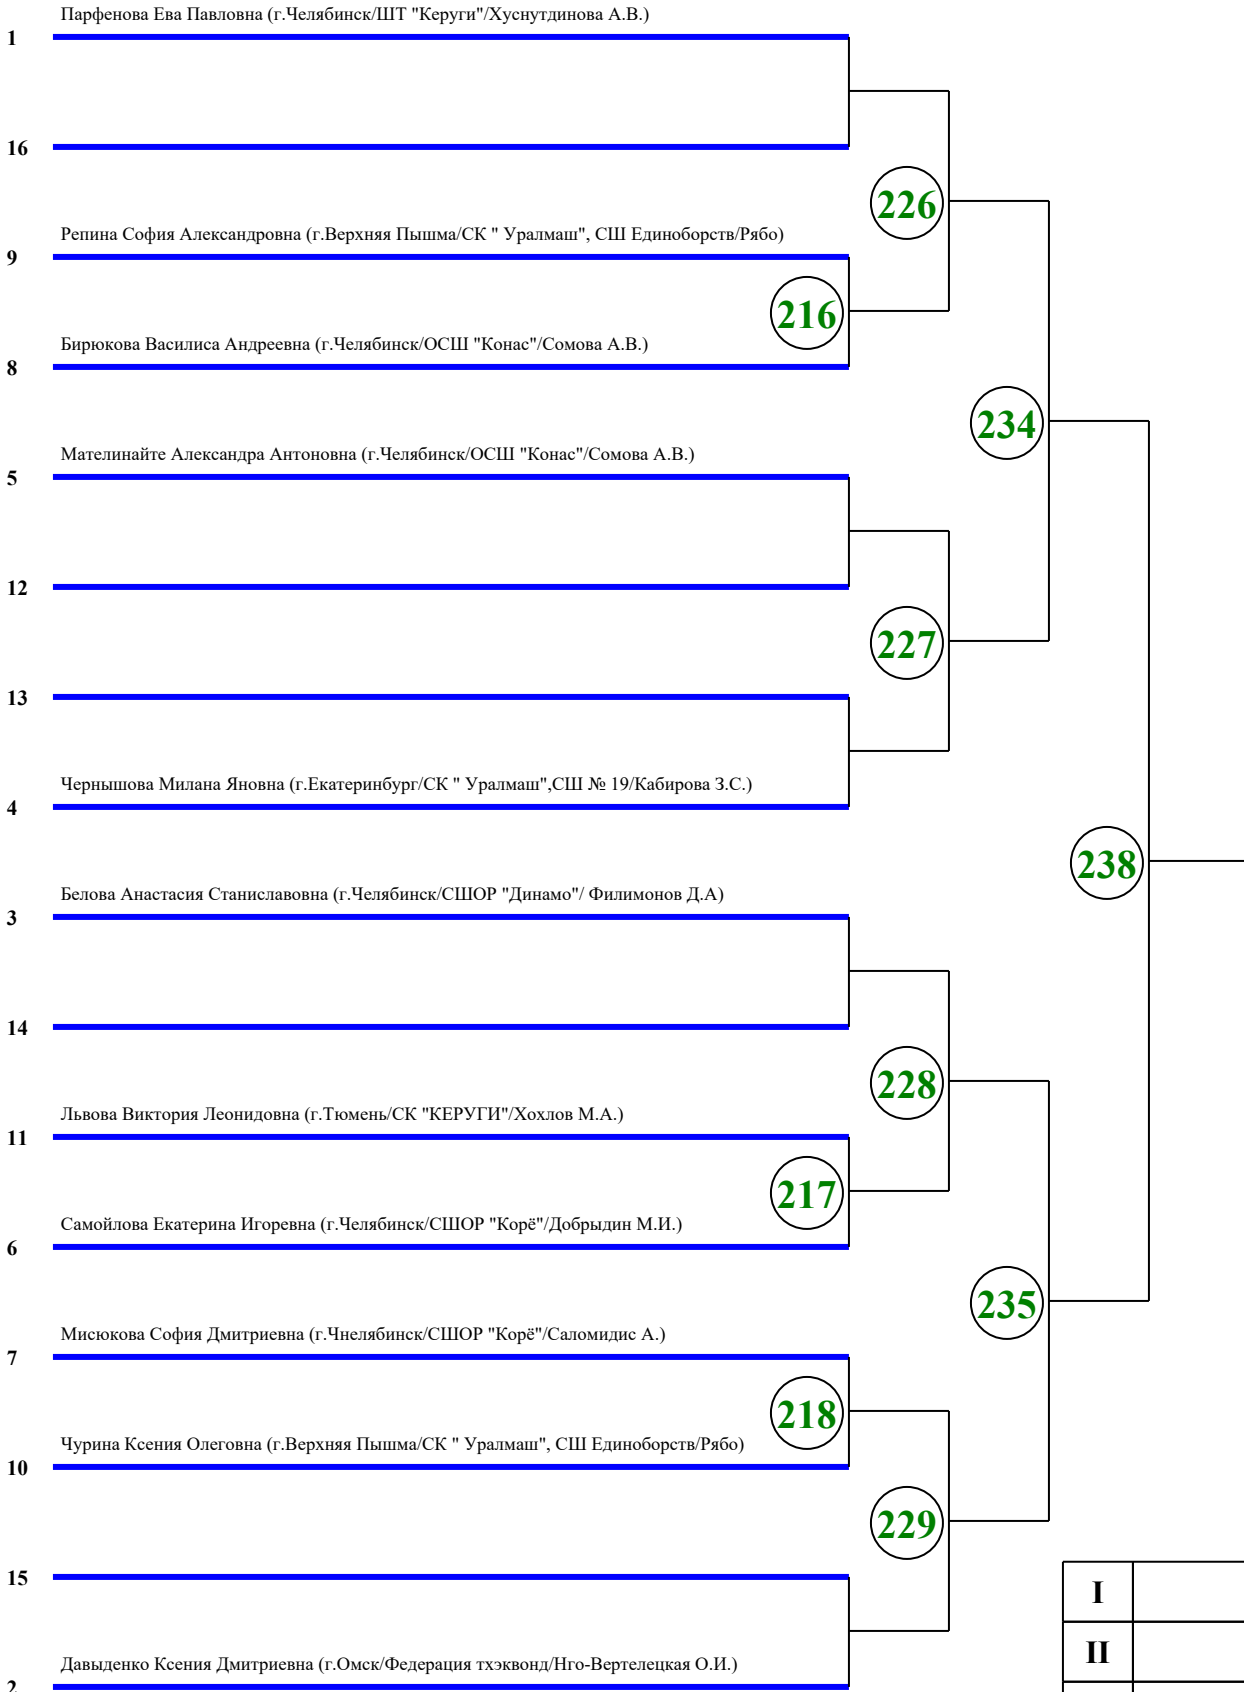 Парфенова Ева Павловна (г.Челябинск/ШТ "Керуги"/Хуснутдинова А.В.)
1
16
226
Репина София Александровна (г.Верхняя Пышма/СК " Уралмаш", СШ Единоборств/Рябо)
9
216
Бирюкова Василиса Андреевна (г.Челябинск/ОСШ "Конас"/Сомова А.В.)
8
234
Мателинайте Александра Антоновна (г.Челябинск/ОСШ "Конас"/Сомова А.В.)
5
12
227
13
Чернышова Милана Яновна (г.Екатеринбург/СК " Уралмаш",СШ № 19/Кабирова З.С.)
4
238
Белова Анастасия Станиславовна (г.Челябинск/СШОР "Динамо"/ Филимонов Д.А)
3
14
228
Львова Виктория Леонидовна (г.Тюмень/СК "КЕРУГИ"/Хохлов М.А.)
11
217
Самойлова Екатерина Игоревна (г.Челябинск/СШОР "Корё"/Добрыдин М.И.)
6
235
Мисюкова София Дмитриевна (г.Чнелябинск/СШОР "Корё"/Саломидис А.)
7
218
Чурина Ксения Олеговна (г.Верхняя Пышма/СК " Уралмаш", СШ Единоборств/Рябо)
10
229
15
I
II
Давыденко Ксения Дмитриевна (г.Омск/Федерация тхэквонд/Нго-Вертелецкая О.И.)
2